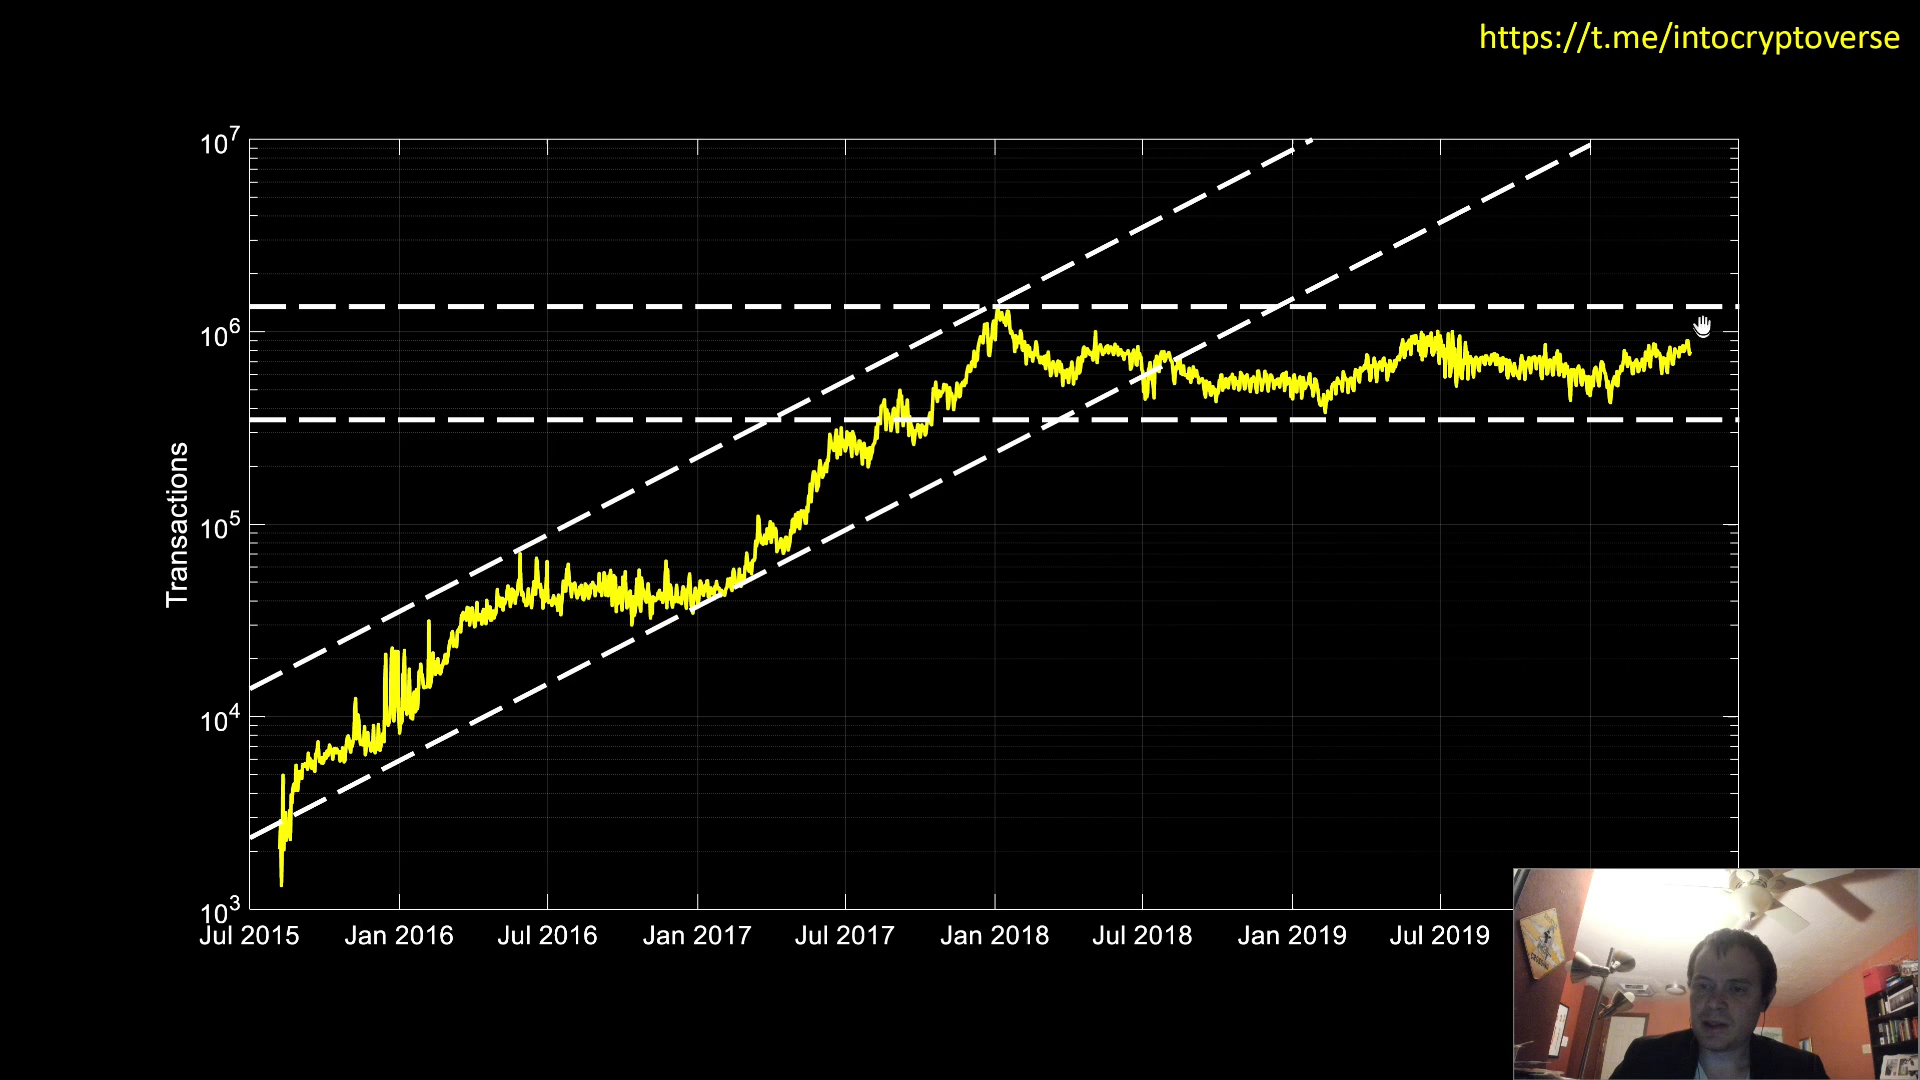 https://t.me/intocryptoverse
10^7
10^6
10^5
10^4
10^3
Transactions
Jul 2015 Jan 2016 Jul 2016 Jan 2017 Jul 2017 Jan 2018 Jul 2018 Jan 2019 Jul 2019